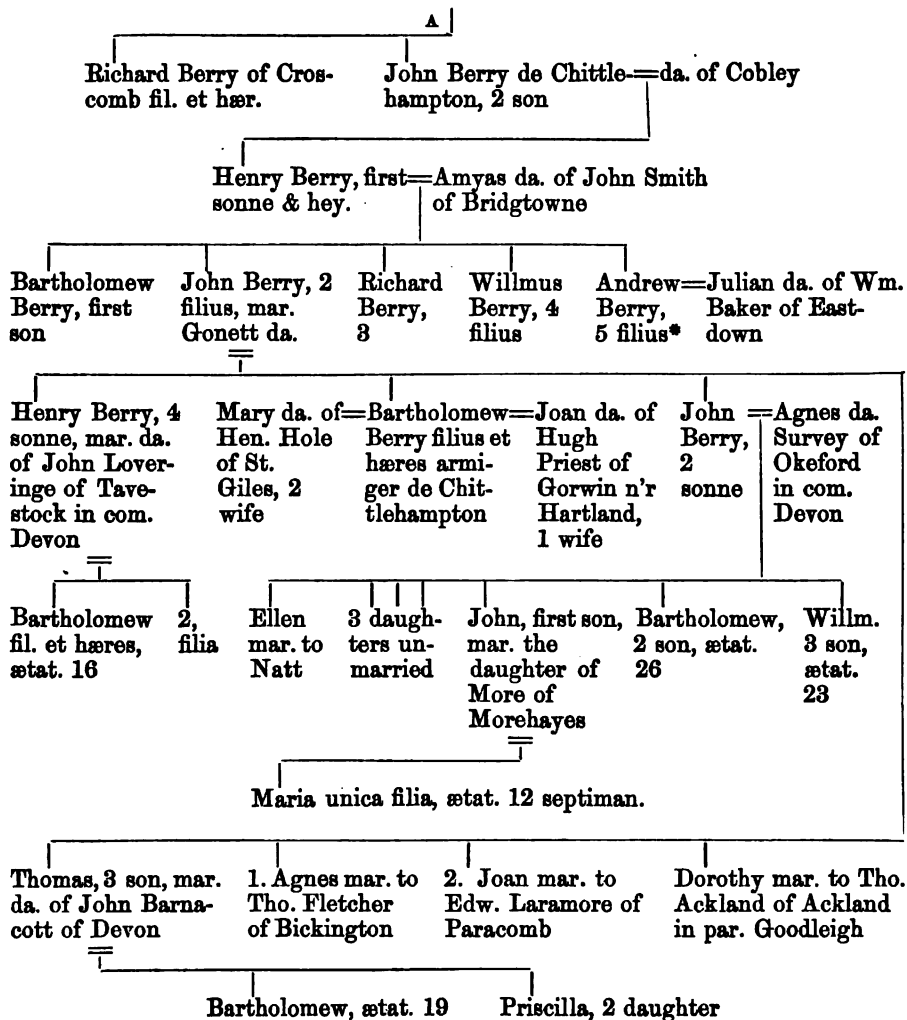 A
Richard Berry of Cros-
comb fil. et hær.
John Berry de Chittle-=da. of Cobley
hampton, 2 son
Henry Berry, first=Amyas da. of John Smith
sonne & hey.
of Bridgtowne
Bartholomew
Berry, first
son
John Berry, 2
filius, mar.
Gonett da.
Richard
Berry,
3
Willmus
Berry, 4
filius
Andrew=Julian da. of Wm.
Berry,
5 filius*
Baker of East-
down
Henry Berry, 4
sonne, mar. da.
of John Lover-
inge of Tave-
stock in com.
Devon
Mary da. of=Bartholomew=Joan da. of
Hen. Hole
of St.
Giles, 2
wife
Berry filius et
hæres armi-
ger de Chit-
tlehampton
Hugh
Priest of
Gorwin n'r
Hartland,
1 wife
John =Agnes da.
Berry,
2
sonne
Survey of
Okeford
in com.
Devon
Bartholomew
fil. et hæres,
ætat. 16
2,
filia
Ellen
mar. to
Natt
3 daugh-
ters un-
married
John, first son,
mar. the
daughter of
More of
Morehayes
Bartholomew,
2 son, ætat.
26
Willm.
3 son,
ætat.
23
Maria unica filia, ætat. 12 septiman.
Thomas, 3 son, mar.
da. of John Barna-
cott of Devon
1. Agnes mar. to
Tho. Fletcher
of Bickington
2. Joan mar. to
Edw. Laramore of
Paracomb
Dorothy mar. to Tho.
Ackland of Ackland
in par. Goodleigh
Bartholomew, ætat. 19
Priscilla, 2 daughter